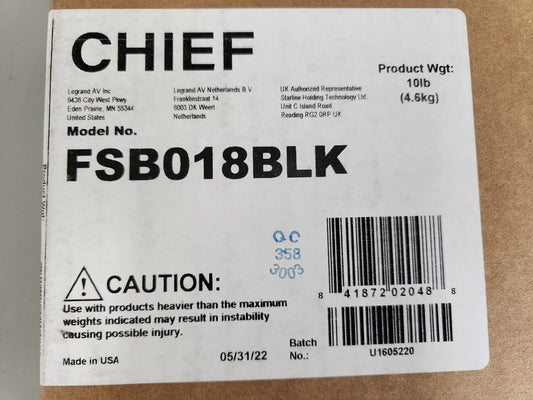 CHIEF
Product Wgt:
10lb
(4.6kg)
Legrand AV Inc.
6436 City West Pkwy
Eden Prairie, MN 55344
United States
Legrand AV Netherlands B.V.
Franklinstraat 14
6003 DK Weert
Netherlands
UK Authorized Representative
Starline Holding Technology Ltd.
Unit C Island Road
Reading RG2 0RP UK
Model No.
FSB018BLK
QC
358
3003
CAUTION:
Use with products heavier than the maximum
weights indicated may result in instability
causing possible injury.
8 41872 02048 8
Made in USA
05/31/22
Batch
No.:
U1605220